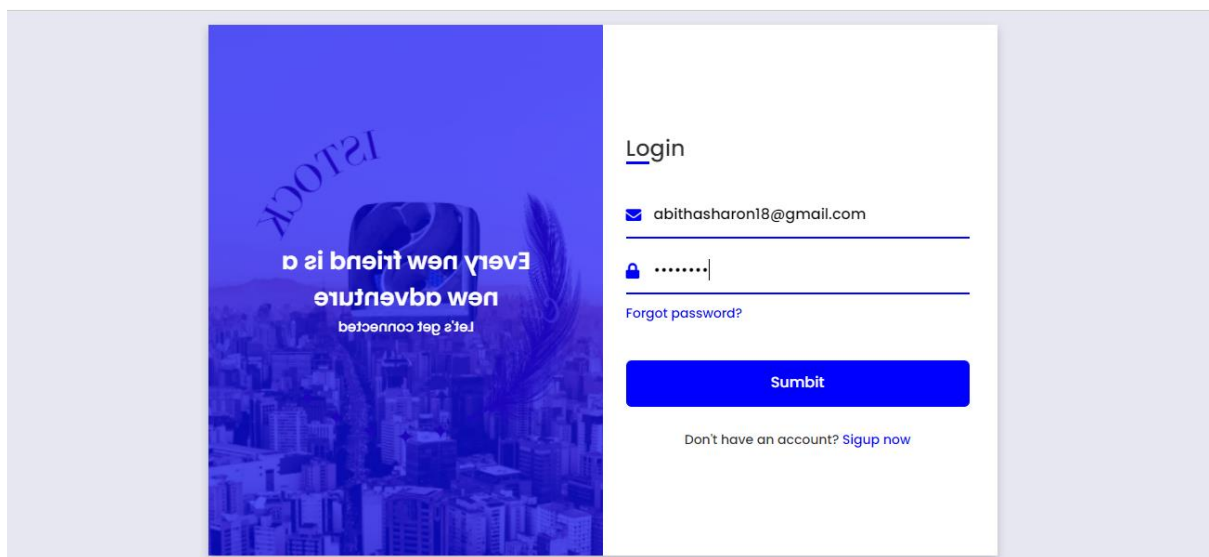 ISTOCK
Every new friend is a
new adventure
Let's get connected
Login
abithasharon18@gmail.com
••••••••
Forgot password?
Sumbit
Don't have an account? Sigup now